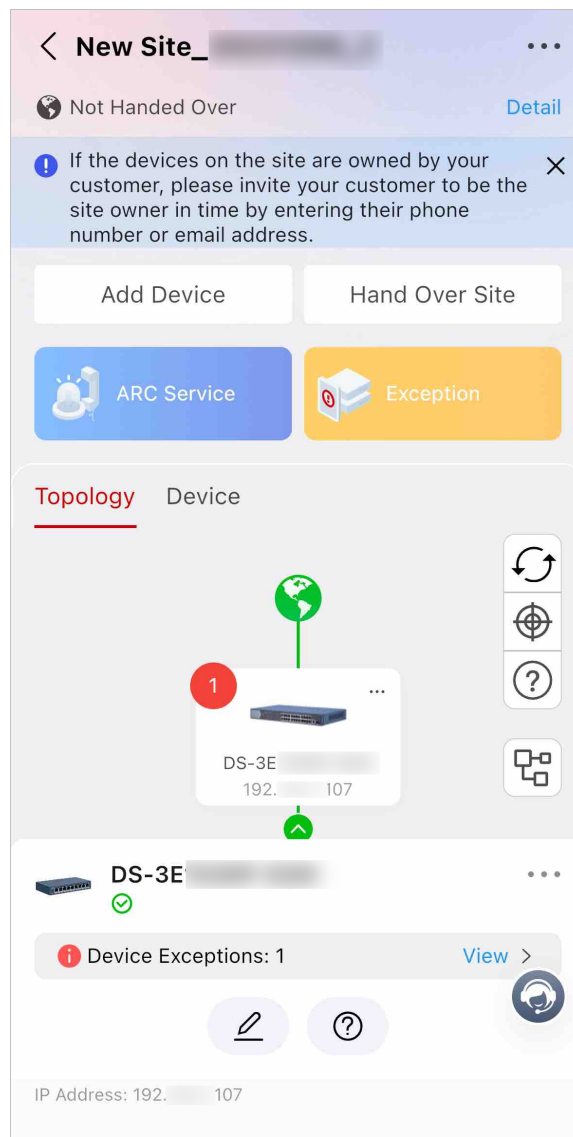 New Site_
Not Handed Over
Detail
If the devices on the site are owned by your
customer, please invite your customer to be the
site owner in time by entering their phone
number or email address.
Add Device
Hand Over Site
ARC Service
Exception
Topology
Device
1
DS-3E
192. 107
DS-3E
Device Exceptions: 1
View
IP Address: 192. 107